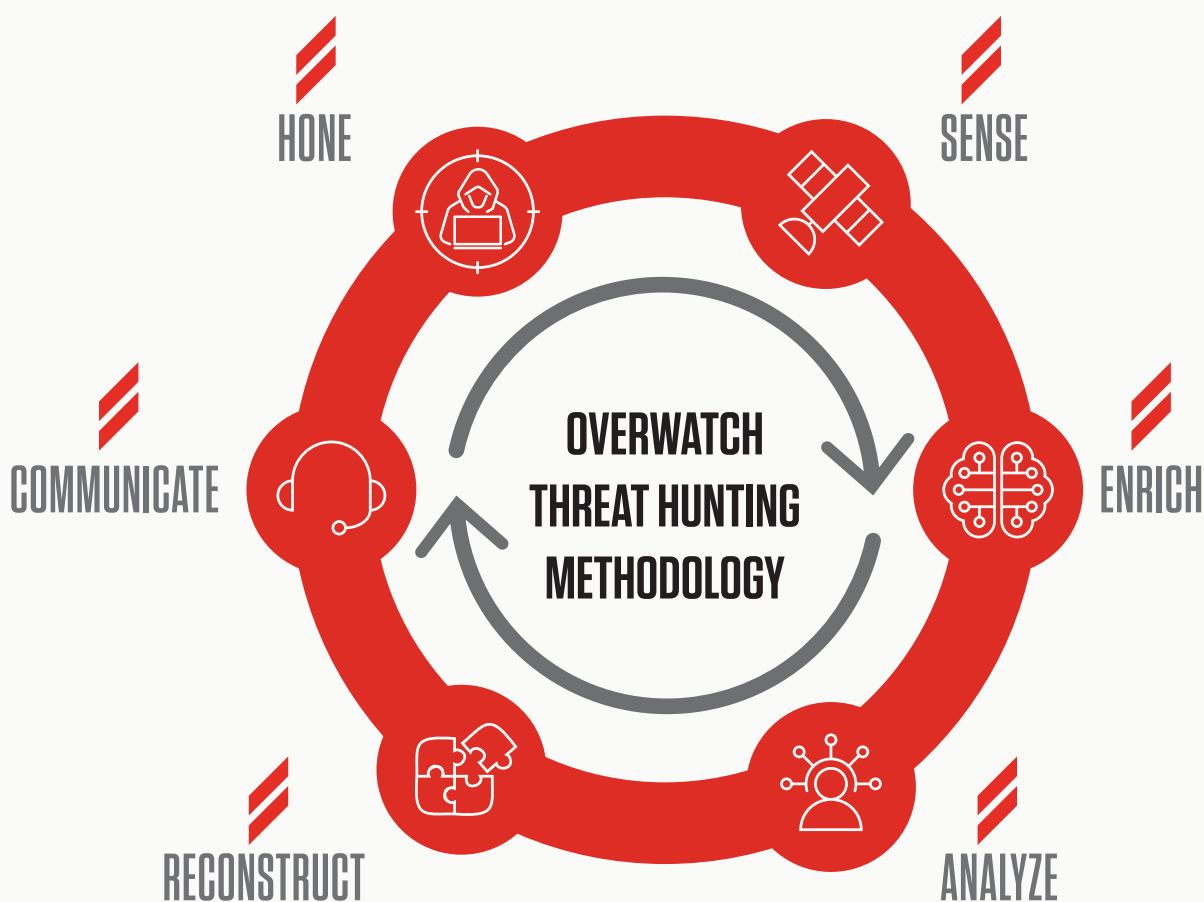 HONE
SENSE
OVERWATCH
THREAT HUNTING
METHODOLOGY
COMMUNICATE
ENRICH
RECONSTRUCT
ANALYZE